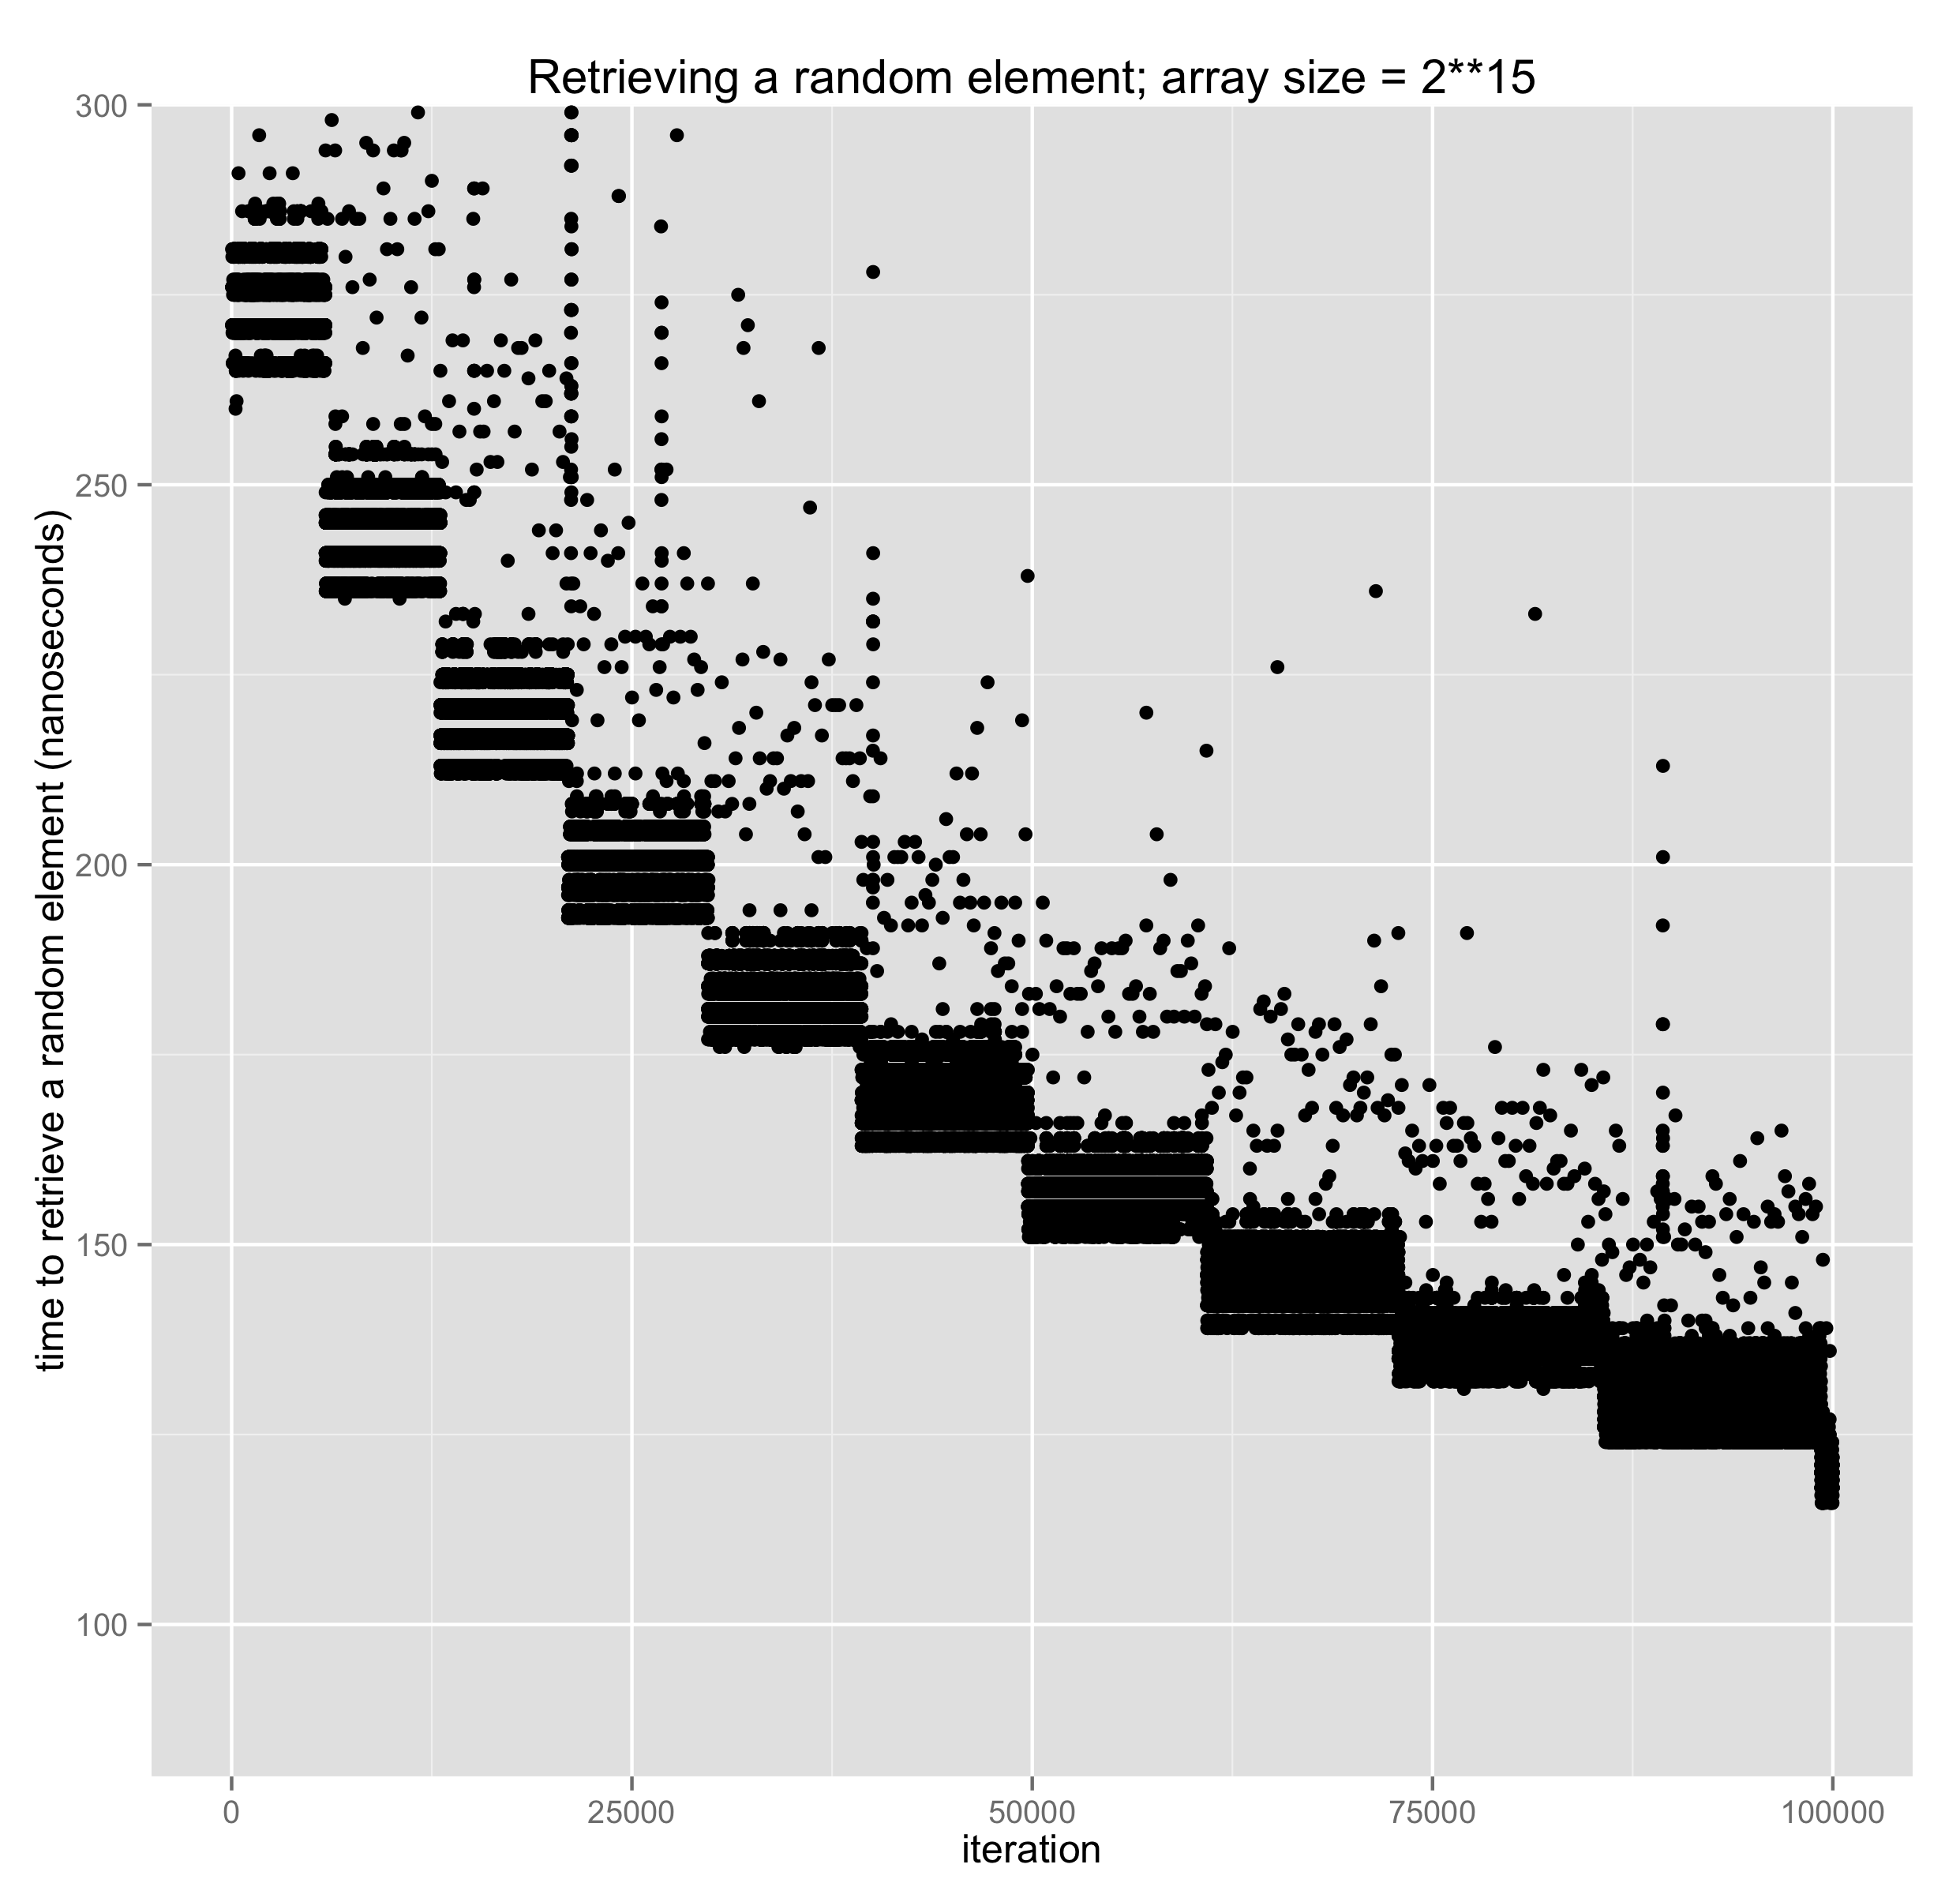 Retrieving a random element; array size = 2**15
time to retrieve a random element (nanoseconds)
300
250
200
150
100
0 25000 50000 75000 100000
iteration